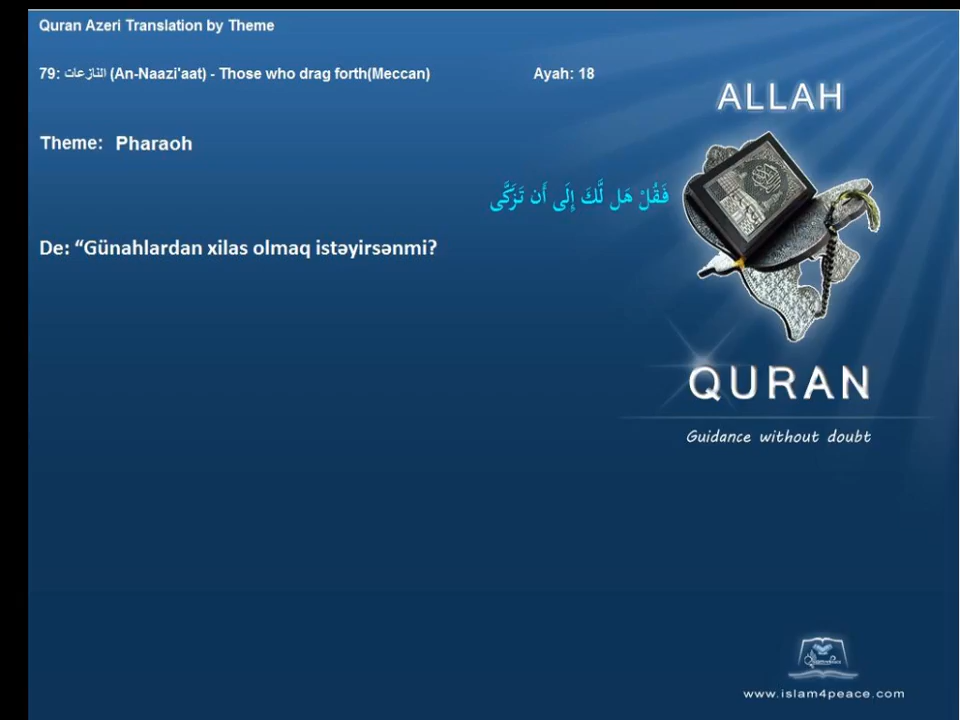 Quran Azeri Translation by Theme
79: النازعات (An-Naazi'aat) - Those who drag forth(Meccan) Ayah: 18
ALLAH
Theme: Pharaoh
فَقُلْ هَل لَّكَ إِلَى أَن تَزَكَّى
De: “Günahlardan xilas olmaq istəyirsənmi?
QURAN
Guidance without doubt
www.islam4peace.com